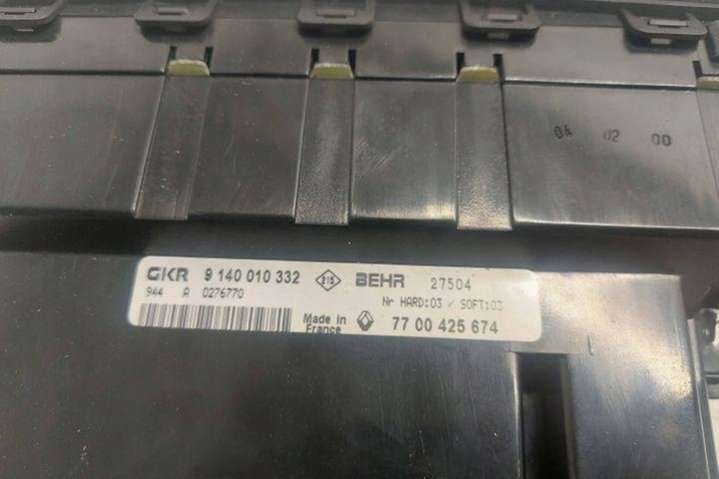 04 02 00
GKR 9 140 010 332 215 BEHR 27504
944 A 0276770 Nr HARD:03 / SOFT:03
Made in France 77 00 425 674